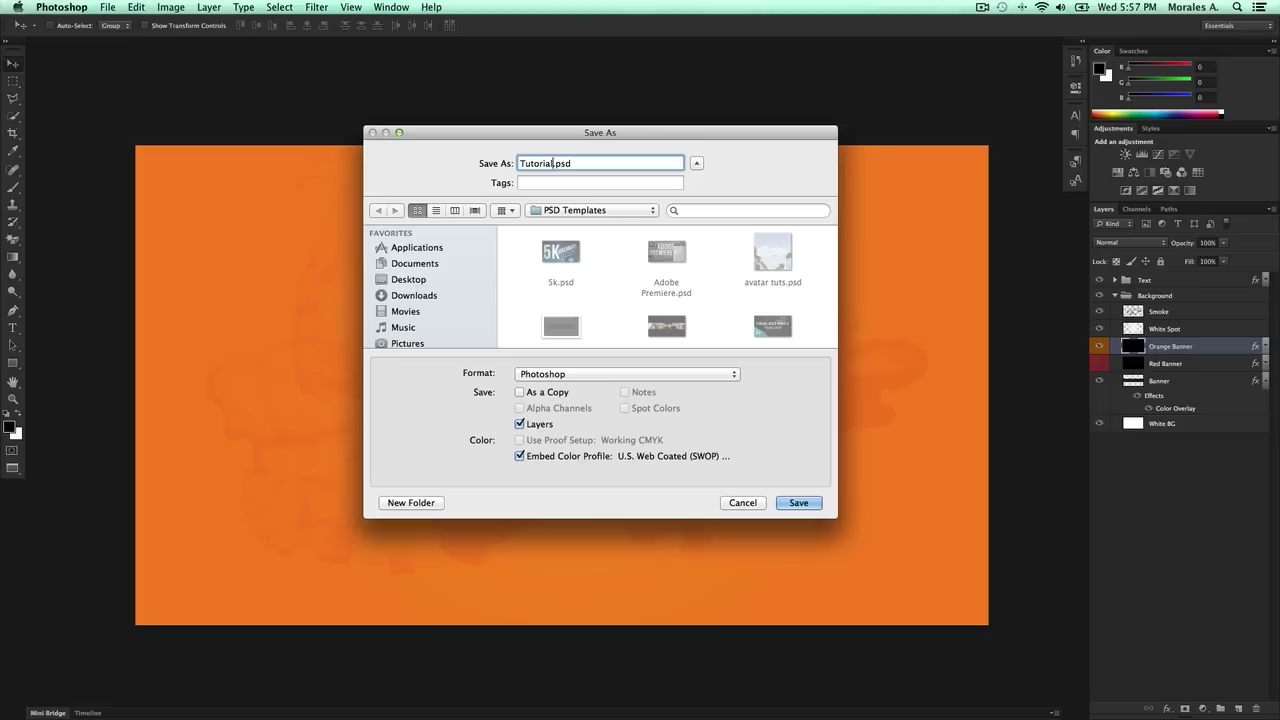 Photoshop File Edit Image Layer Type Select Filter View Window Help Wed 5:57 PM Morales A.
Auto-Select: Group Show Transform Controls Essentials
Color Swatches
R 0
G 0
B 0
Adjustments Styles
Add an adjustment
Layers Channels Paths
Kind
Normal Opacity: 100%
Lock: Fill: 100%
Text fx
Background
Smoke
White Spot
Orange Banner fx
Red Banner fx
Banner fx
Effects
Color Overlay
White BG
Save As
Save As: Tutorial.psd
Tags:
PSD Templates
FAVORITES
Applications
Documents
Desktop
Downloads
Movies
Music
Pictures
5k.psd
Adobe
Premiere.psd
avatar tuts.psd
Format: Photoshop
Save: As a Copy Notes
Alpha Channels Spot Colors
Layers
Color: Use Proof Setup: Working CMYK
Embed Color Profile: U.S. Web Coated (SWOP) ...
New Folder Cancel Save
Mini Bridge Timeline